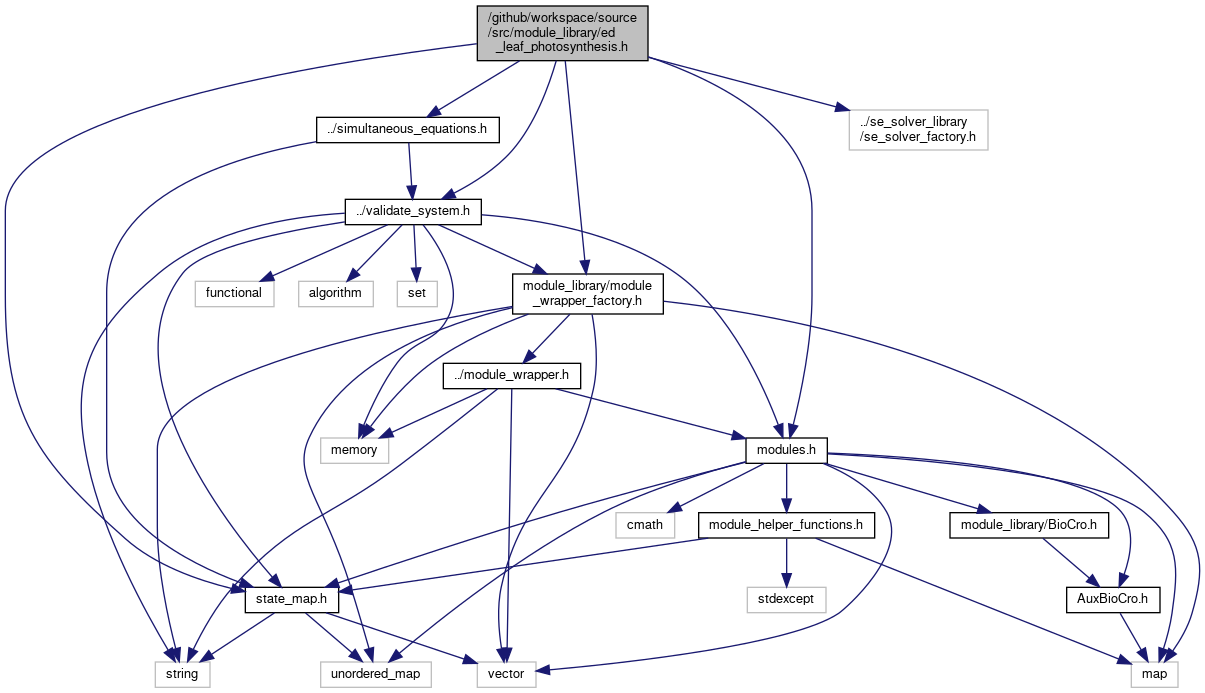 /github/workspace/source
/src/module_library/ed
_leaf_photosynthesis.h
../simultaneous_equations.h
../se_solver_library
/se_solver_factory.h
../validate_system.h
functional
algorithm
set
module_library/module
_wrapper_factory.h
../module_wrapper.h
memory
modules.h
cmath
module_helper_functions.h
module_library/BioCro.h
state_map.h
stdexcept
AuxBioCro.h
string
unordered_map
vector
map